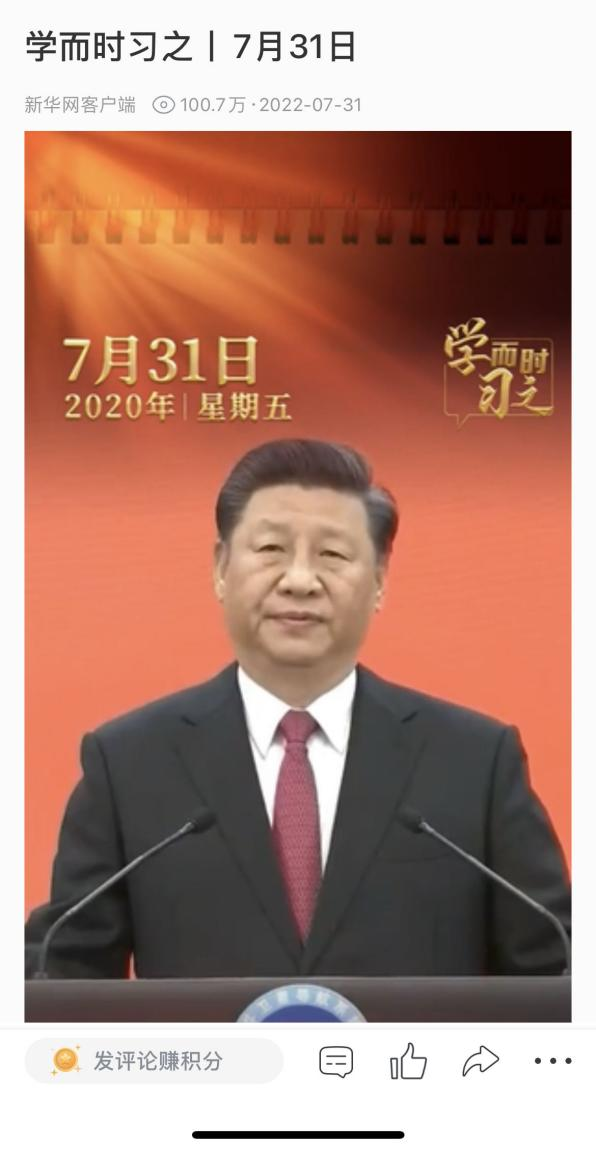 学而时习之丨7月31日
新华网客户端 100.7万·2022-07-31
7月31日
2020年|星期五
学而时习之
发评论赚积分